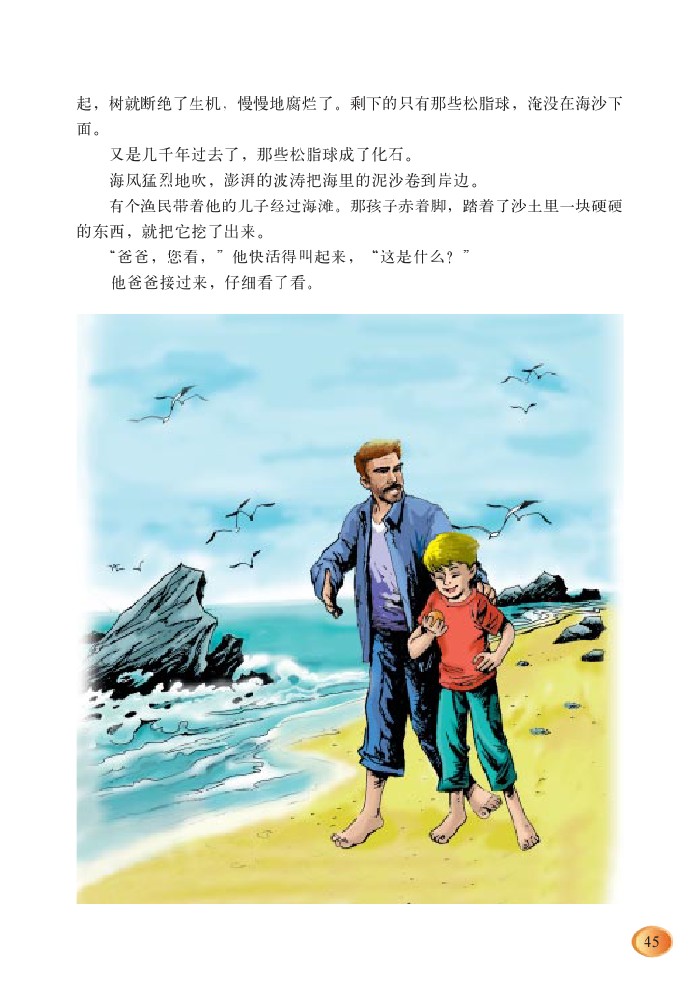 起，树就断绝了生机，慢慢地腐烂了。剩下的只有那些松脂球，淹没在海沙下
面。
又是几千年过去了，那些松脂球成了化石。
海风猛烈地吹，澎湃的波涛把海里的泥沙卷到岸边。
有个渔民带着他的儿子经过海滩。那孩子赤着脚，踏着了沙土里一块硬硬
的东西，就把它挖了出来。
“爸爸，您看，”他快活得叫起来，“这是什么？”
他爸爸接过来，仔细看了看。
45